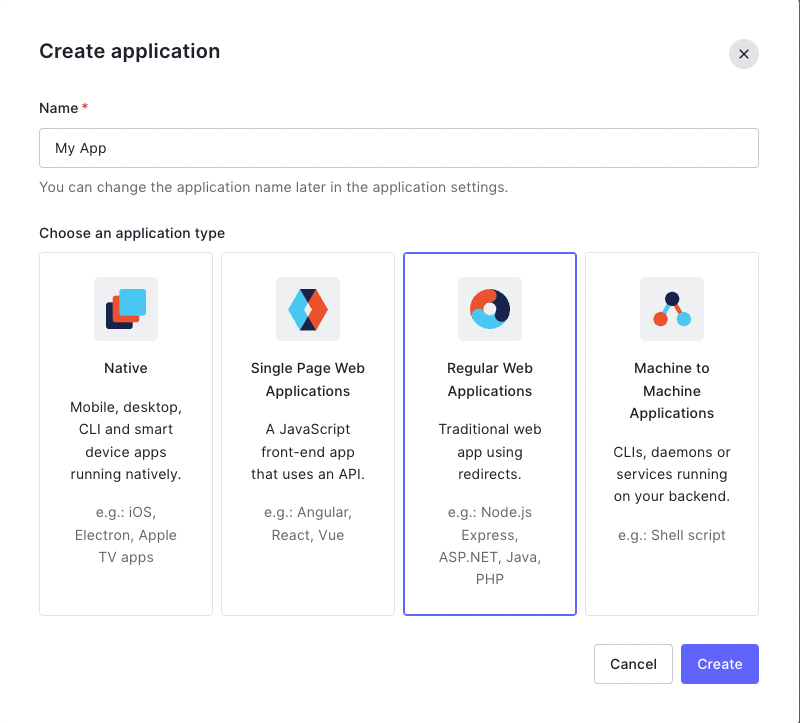 Create application
Name *
My App
You can change the application name later in the application settings.
Choose an application type
Native
Mobile, desktop,
CLI and smart
device apps
running natively.
e.g.: iOS,
Electron, Apple
TV apps
Single Page Web
Applications
A JavaScript
front-end app
that uses an API.
e.g.: Angular,
React, Vue
Regular Web
Applications
Traditional web
app using
redirects.
e.g.: Node.js
Express,
ASP.NET, Java,
PHP
Machine to
Machine
Applications
CLIs, daemons or
services running
on your backend.
e.g.: Shell script
Cancel
Create